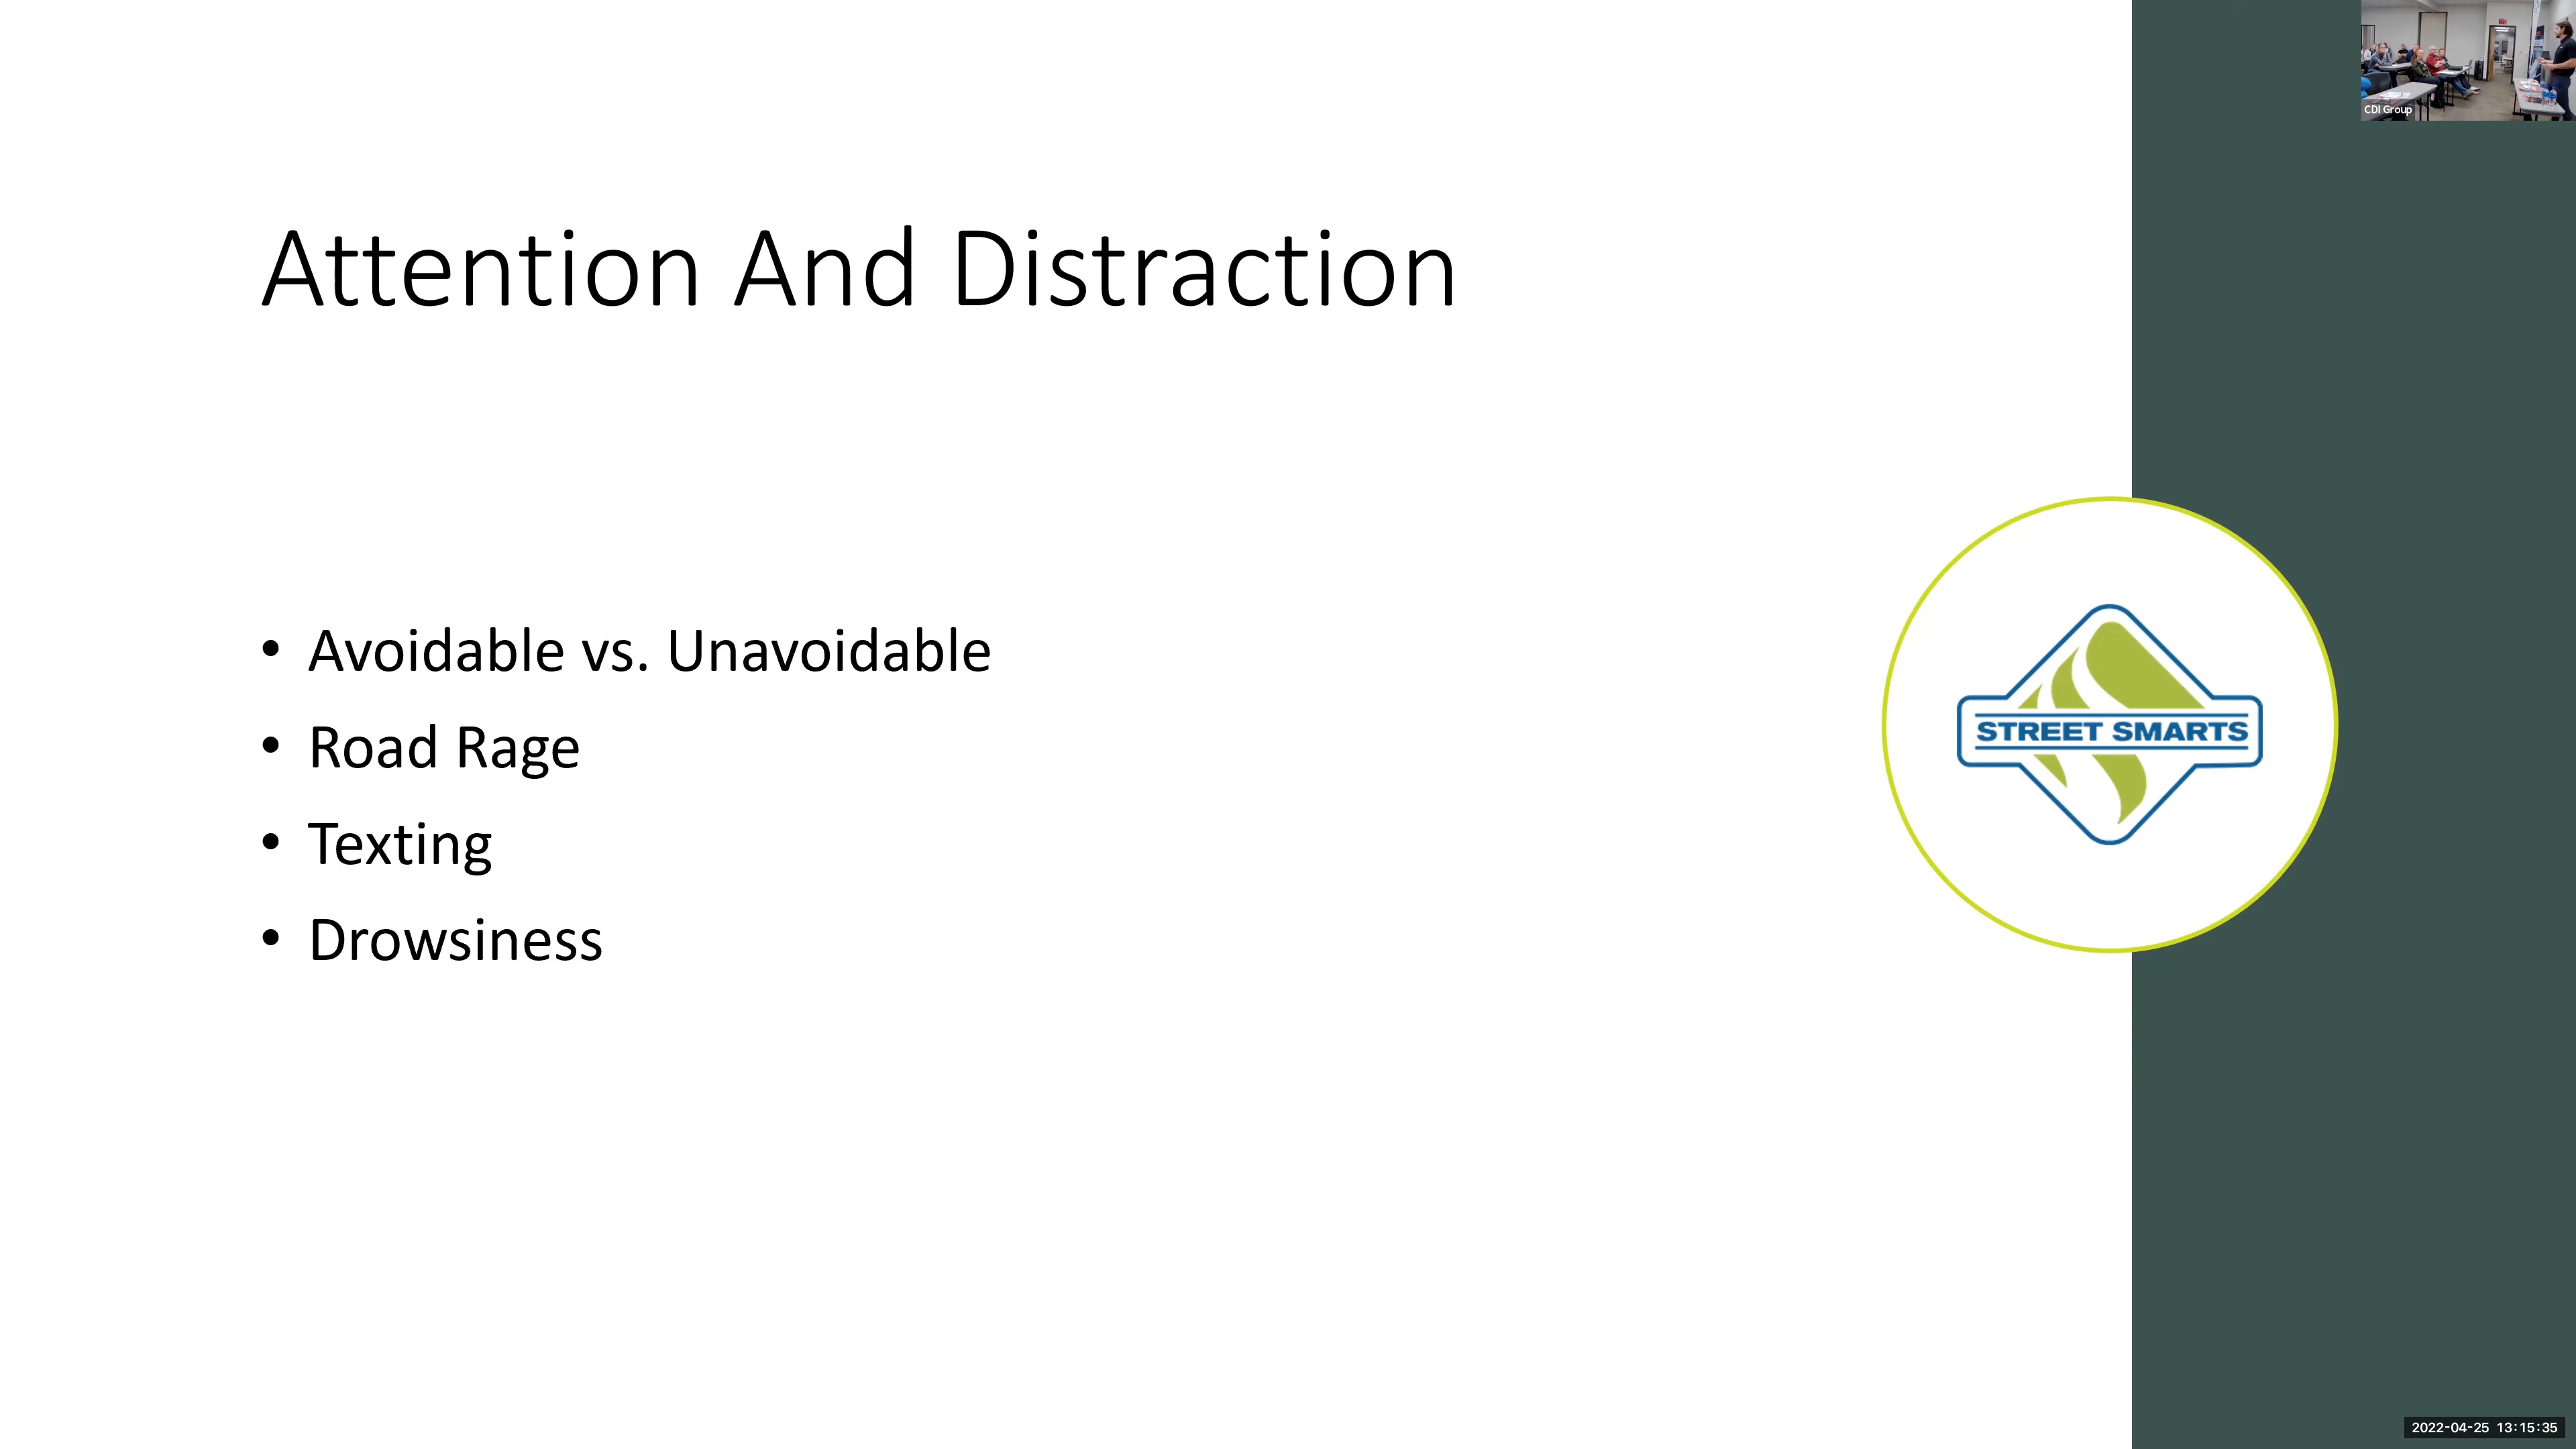 CDI Group
Attention And Distraction
• Avoidable vs. Unavoidable
• Road Rage
• Texting
• Drowsiness
STREET SMARTS
2022-04-25 13:15:35